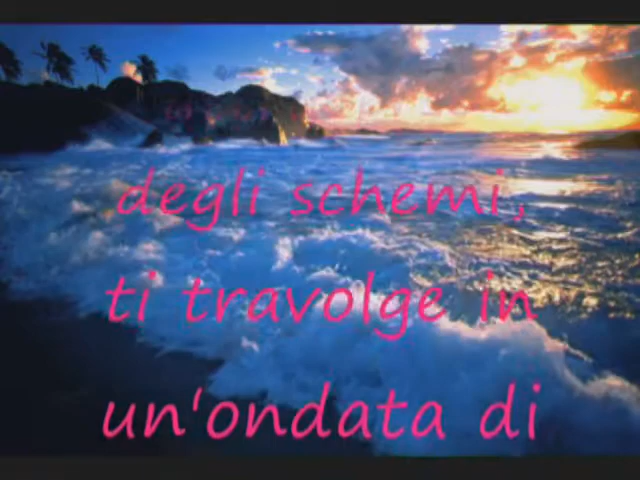 degli schemi,
ti travolge in
un'ondata di